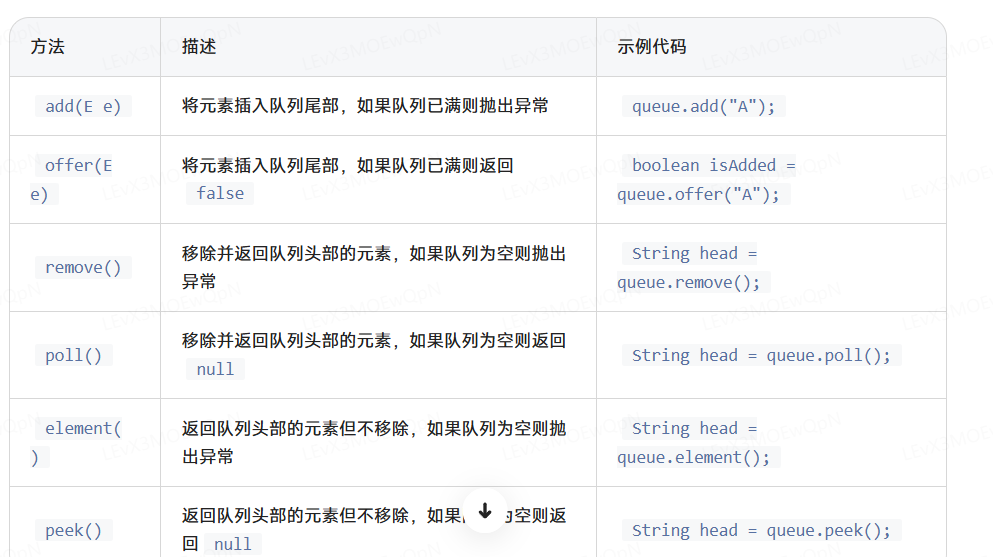 方法 描述 示例代码
add(E e) 将元素插入队列尾部，如果队列已满则抛出异常 queue.add("A");
offer(E
e)
将元素插入队列尾部，如果队列已满则返回
false
boolean isAdded =
queue.offer("A");
remove()
移除并返回队列头部的元素，如果队列为空则抛出
异常
String head =
queue.remove();
poll()
移除并返回队列头部的元素，如果队列为空则返回
null
String head = queue.poll();
element(
)
返回队列头部的元素但不移除，如果队列为空则抛
出异常
String head =
queue.element();
peek()
返回队列头部的元素但不移除，如果 为空则返
回 null
String head = queue.peek();
LEvX3MOEwQpN